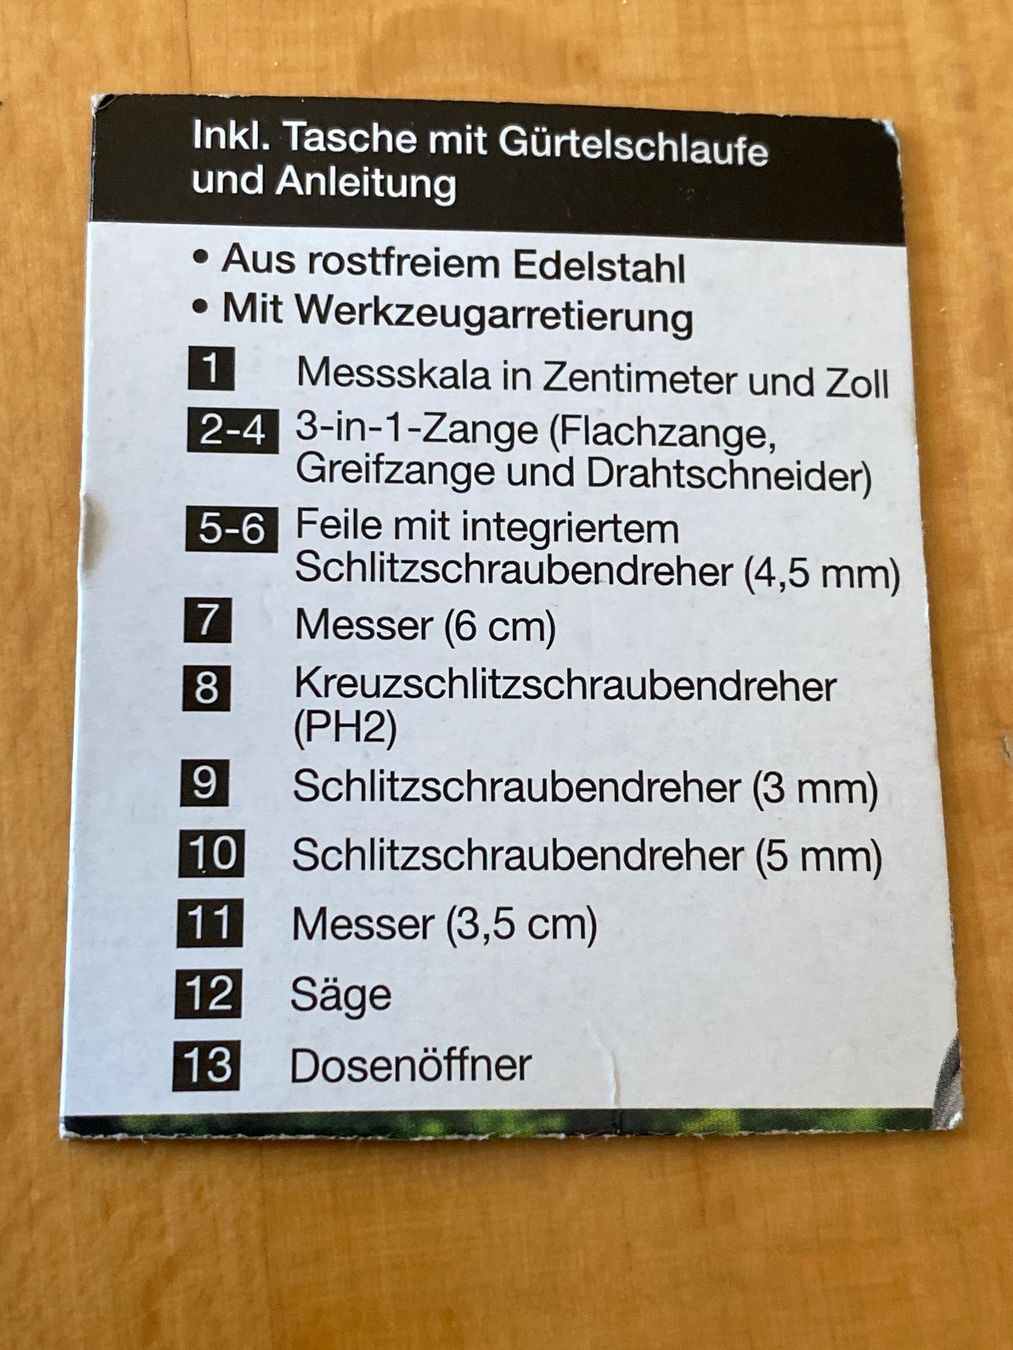 Inkl. Tasche mit Gürtelschlaufe
und Anleitung
• Aus rostfreiem Edelstahl
• Mit Werkzeugarretierung
1 Messskala in Zentimeter und Zoll
2-4 3-in-1-Zange (Flachzange,
Greifzange und Drahtschneider)
5-6 Feile mit integriertem
Schlitzschraubendreher (4,5 mm)
7 Messer (6 cm)
8 Kreuzschlitzschraubendreher
(PH2)
9 Schlitzschraubendreher (3 mm)
10 Schlitzschraubendreher (5 mm)
11 Messer (3,5 cm)
12 Säge
13 Dosenöffner